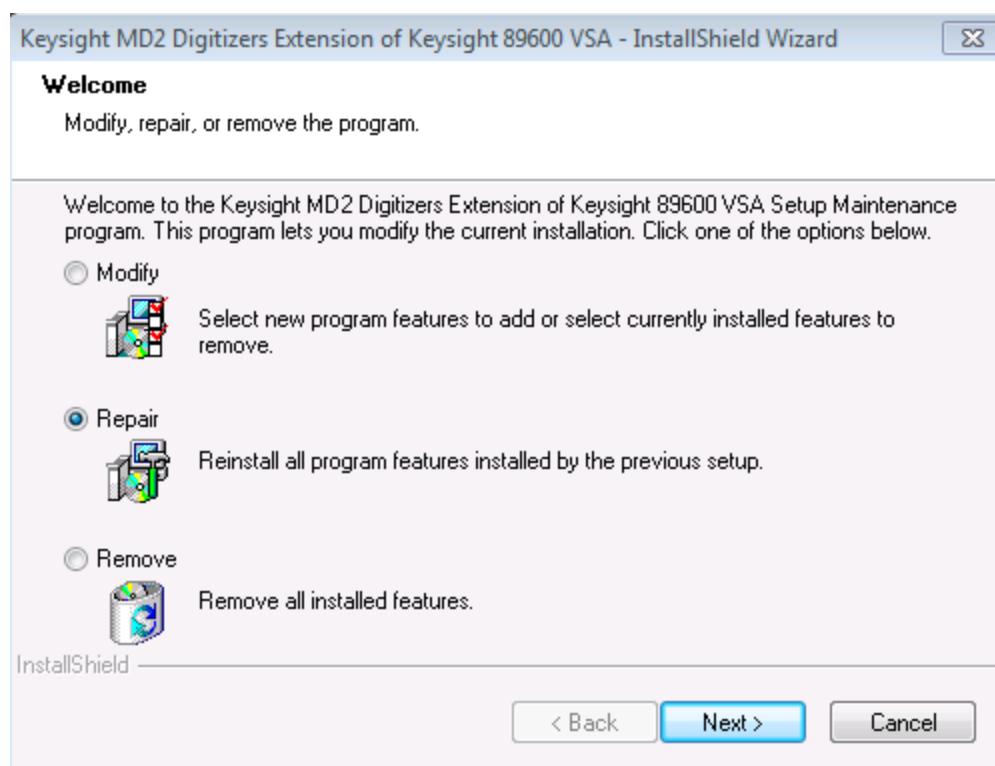 Keysight MD2 Digitizers Extension of Keysight 89600 VSA - InstallShield Wizard
Welcome
Modify, repair, or remove the program.
Welcome to the Keysight MD2 Digitizers Extension of Keysight 89600 VSA Setup Maintenance
program. This program lets you modify the current installation. Click one of the options below.
Modify
Select new program features to add or select currently installed features to
remove.
Repair
Reinstall all program features installed by the previous setup.
Remove
Remove all installed features.
InstallShield
< Back Next > Cancel